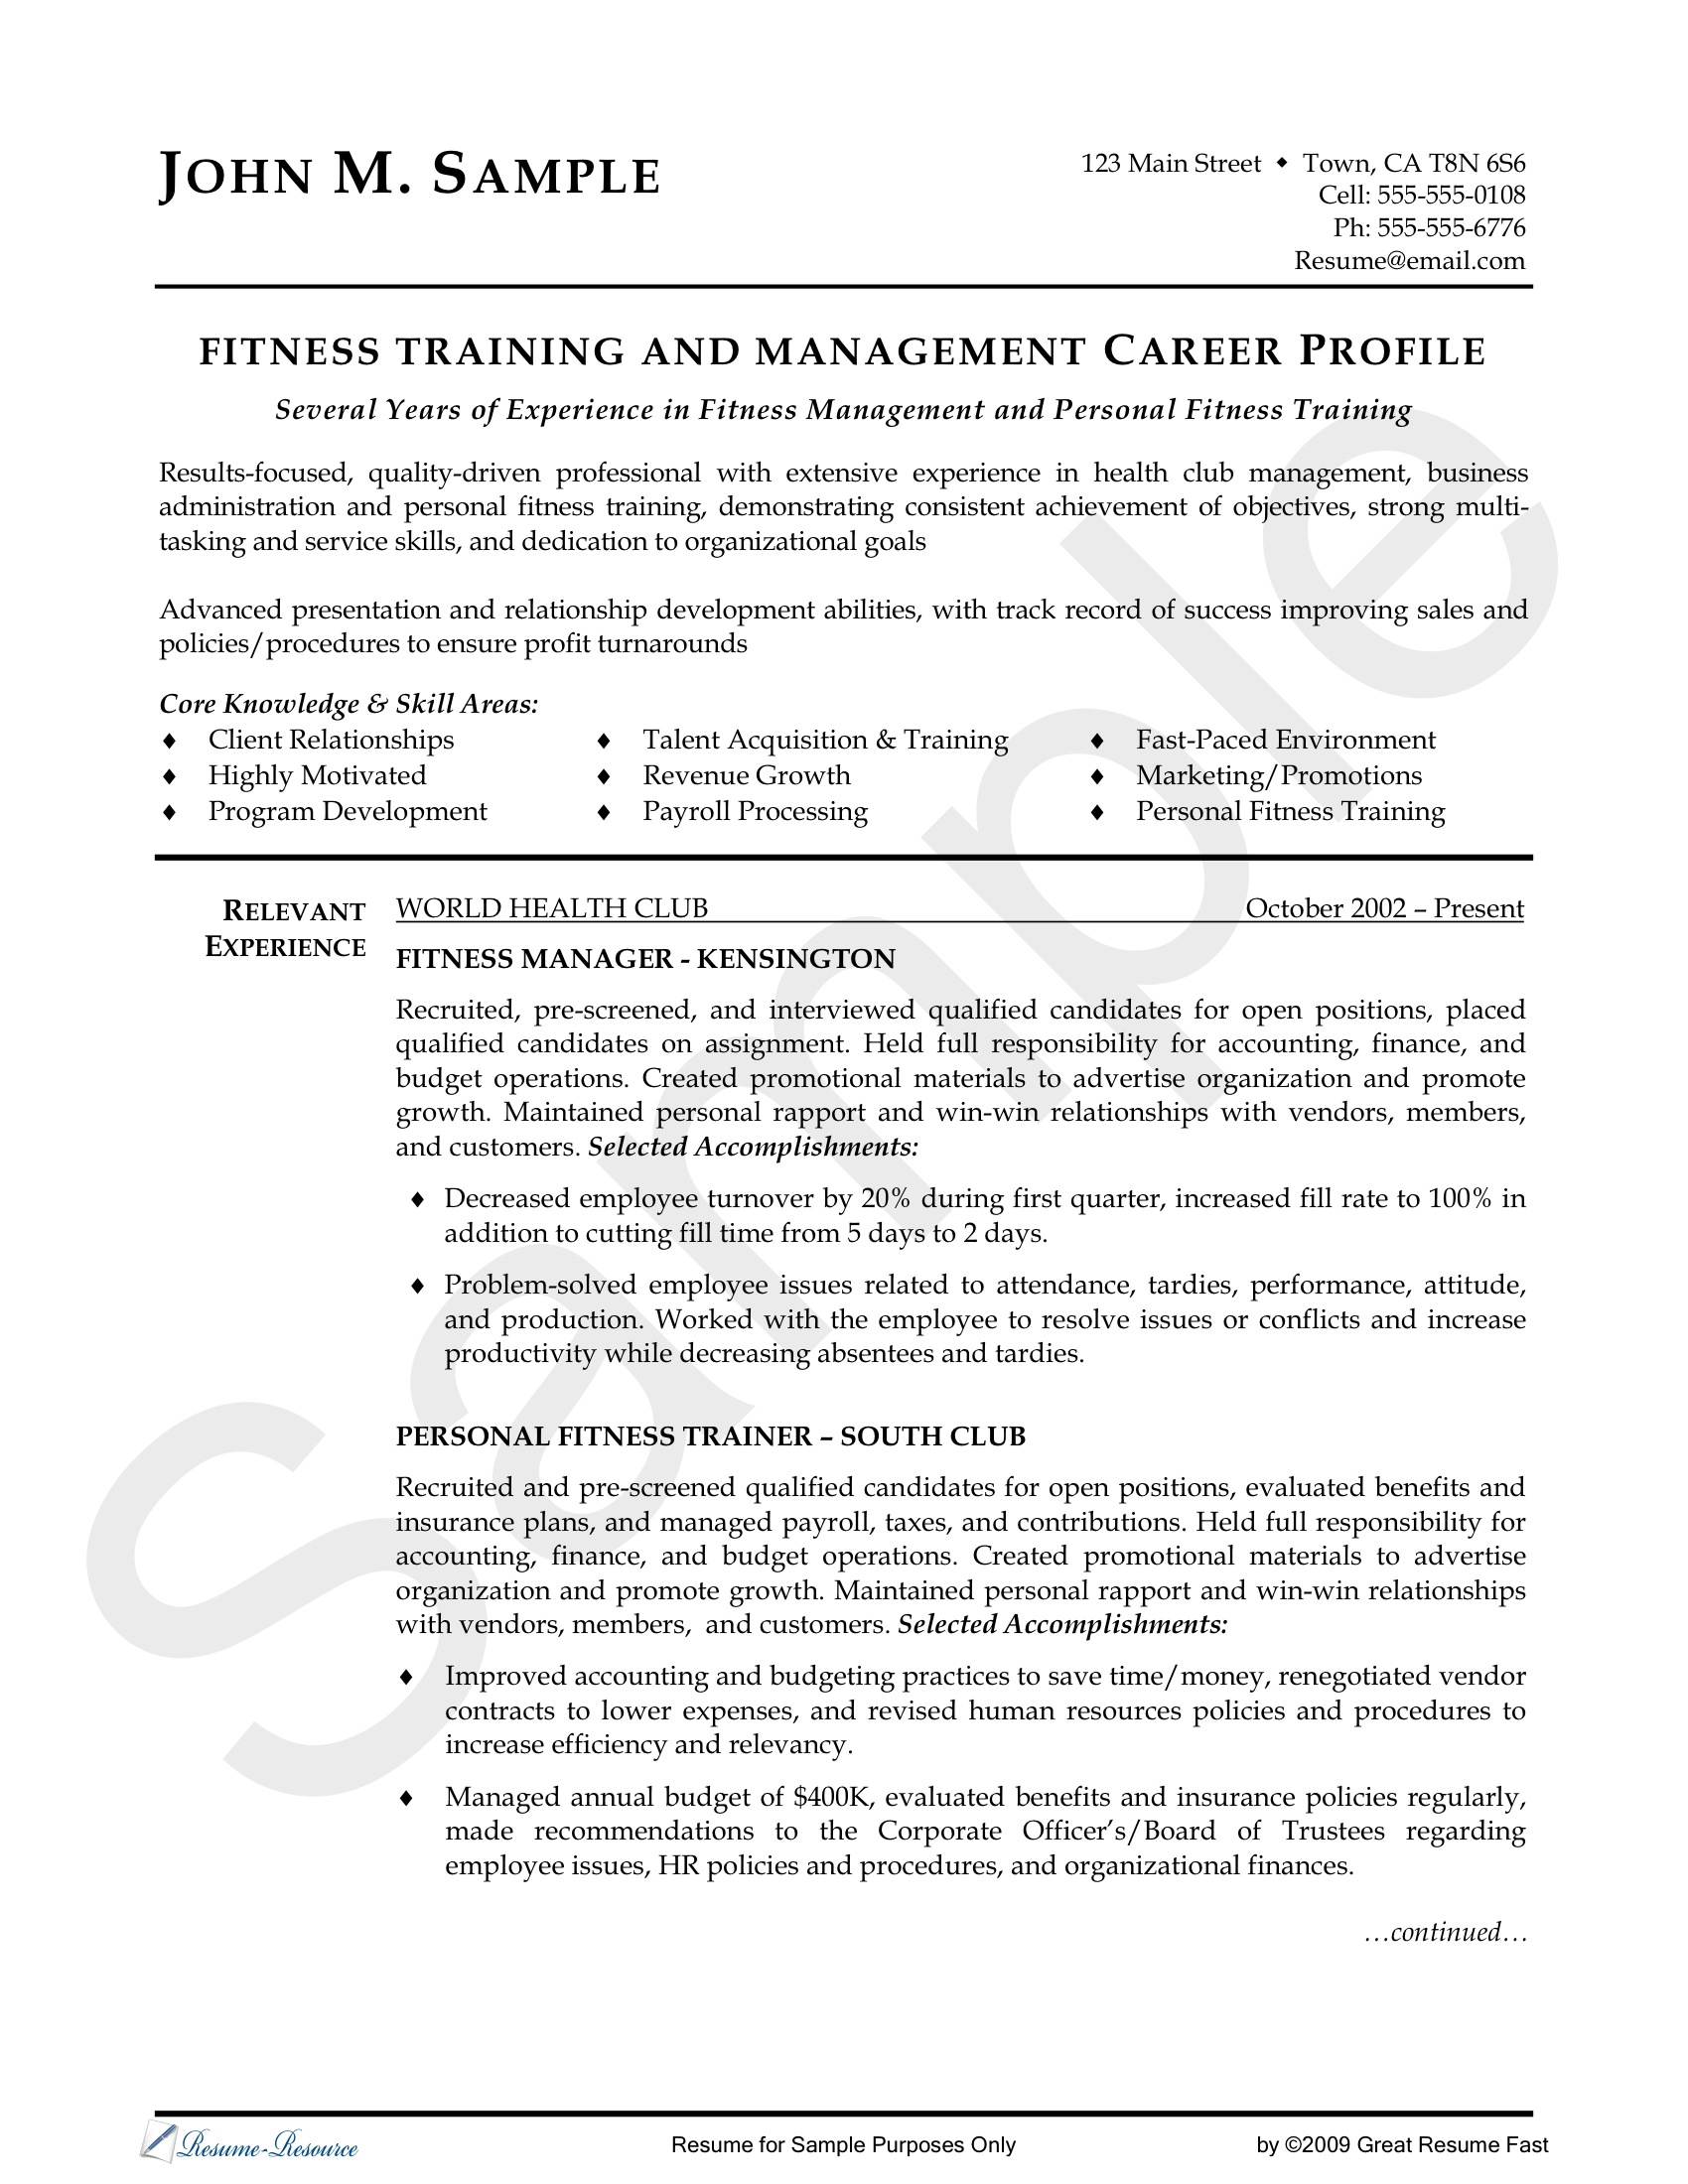 JOHN M. SAMPLE
123 Main Street ♦ Town, CA T8N 6S6
Cell: 555-555-0108
Ph: 555-555-6776
Resume@email.com
FITNESS TRAINING AND MANAGEMENT CAREER PROFILE
Several Years of Experience in Fitness Management and Personal Fitness Training
Results-focused, quality-driven professional with extensive experience in health club management, business
administration and personal fitness training, demonstrating consistent achievement of objectives, strong multi-
tasking and service skills, and dedication to organizational goals
Advanced presentation and relationship development abilities, with track record of success improving sales and
policies/procedures to ensure profit turnarounds
Core Knowledge & Skill Areas:
♦ Client Relationships ♦ Talent Acquisition & Training ♦ Fast-Paced Environment
♦ Highly Motivated ♦ Revenue Growth ♦ Marketing/Promotions
♦ Program Development ♦ Payroll Processing ♦ Personal Fitness Training
RELEVANT EXPERIENCE
WORLD HEALTH CLUB October 2002 – Present
FITNESS MANAGER - KENSINGTON
Recruited, pre-screened, and interviewed qualified candidates for open positions, placed
qualified candidates on assignment. Held full responsibility for accounting, finance, and
budget operations. Created promotional materials to advertise organization and promote
growth. Maintained personal rapport and win-win relationships with vendors, members,
and customers. Selected Accomplishments:
♦ Decreased employee turnover by 20% during first quarter, increased fill rate to 100% in
addition to cutting fill time from 5 days to 2 days.
♦ Problem-solved employee issues related to attendance, tardies, performance, attitude,
and production. Worked with the employee to resolve issues or conflicts and increase
productivity while decreasing absentees and tardies.
PERSONAL FITNESS TRAINER – SOUTH CLUB
Recruited and pre-screened qualified candidates for open positions, evaluated benefits and
insurance plans, and managed payroll, taxes, and contributions. Held full responsibility for
accounting, finance, and budget operations. Created promotional materials to advertise
organization and promote growth. Maintained personal rapport and win-win relationships
with vendors, members,  and customers. Selected Accomplishments:
♦ Improved accounting and budgeting practices to save time/money, renegotiated vendor
contracts to lower expenses, and revised human resources policies and procedures to
increase efficiency and relevancy.
♦ Managed annual budget of $400K, evaluated benefits and insurance policies regularly,
made recommendations to the Corporate Officer’s/Board of Trustees regarding
employee issues, HR policies and procedures, and organizational finances.
…continued…
Sample
Resume-Resource
Resume for Sample Purposes Only
by ©2009 Great Resume Fast